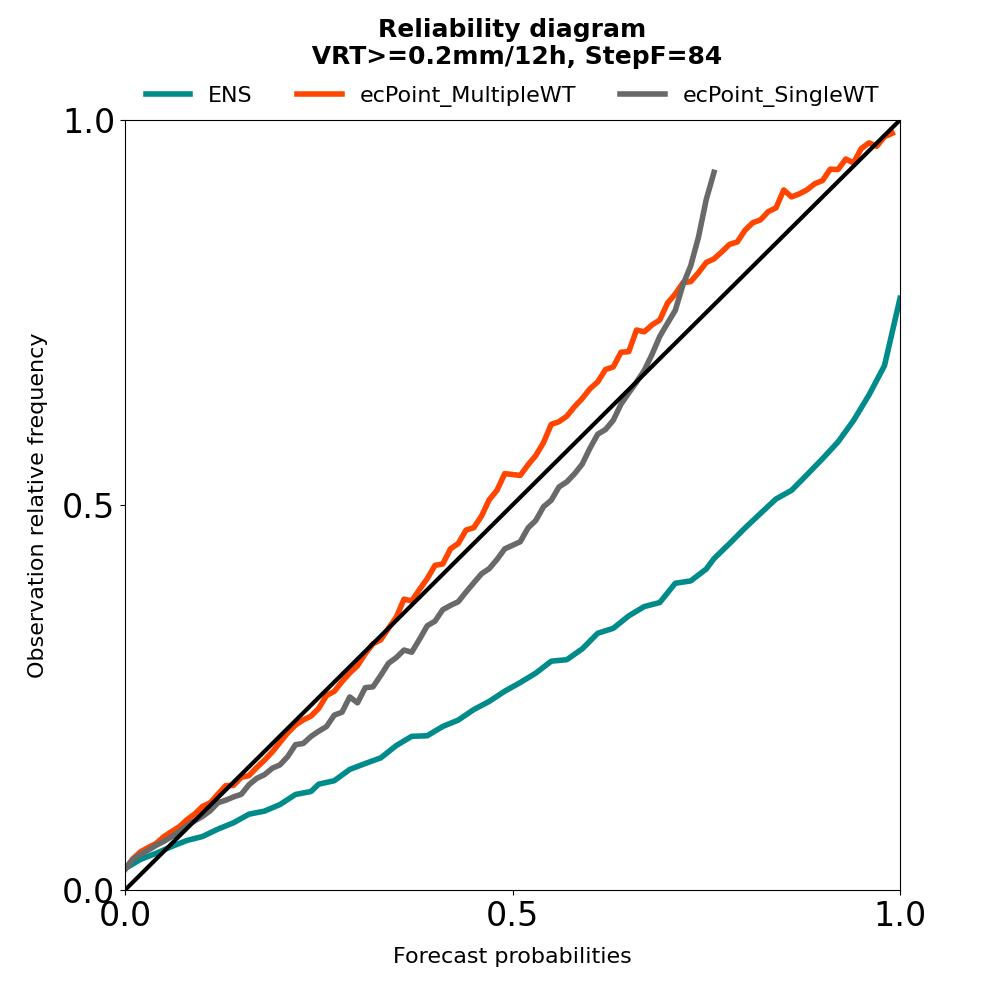 Reliability diagram
VRT>=0.2mm/12h, StepF=84
ENS ecPoint_MultipleWT ecPoint_SingleWT
1.0
0.5
0.0
Observation relative frequency
0.0 0.5 1.0
Forecast probabilities